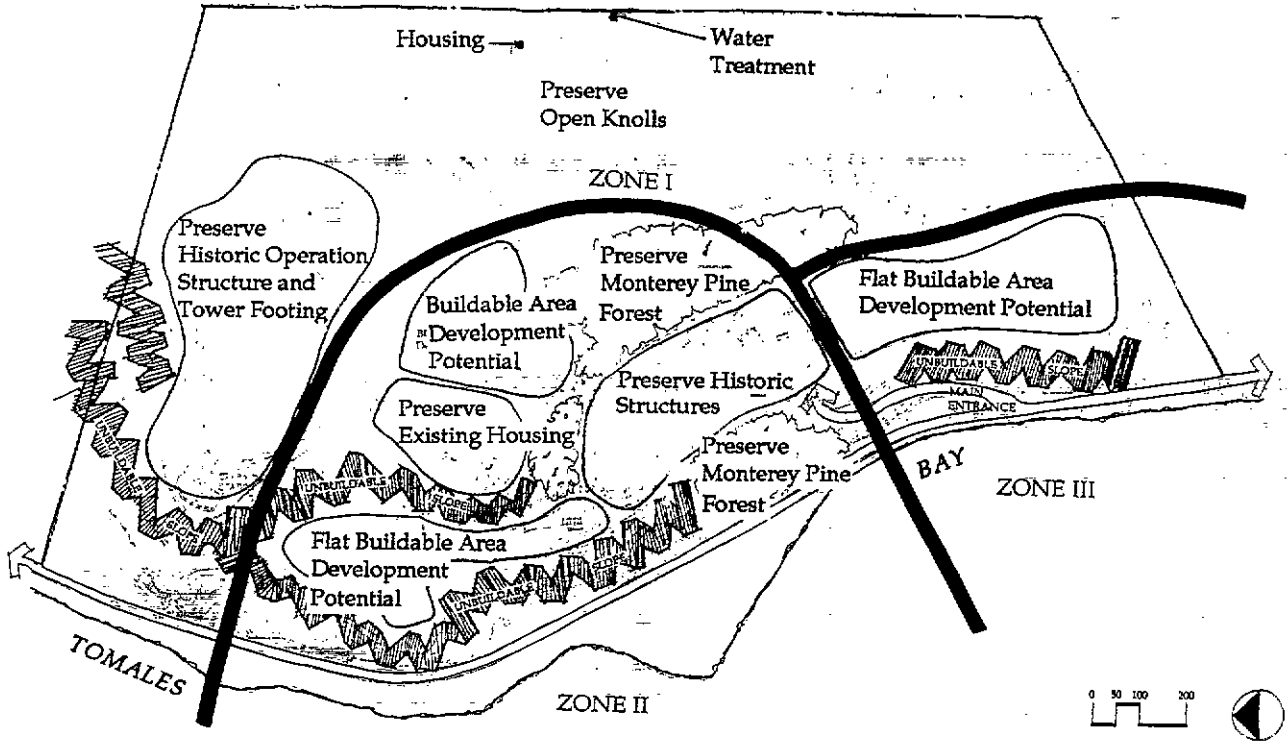 Housing
Water
Treatment
Preserve
Open Knolls
ZONE I
Preserve
Historic Operation
Structure and
Tower Footing
Preserve
Monterey Pine
Forest
Buildable Area
Development
Potential
Flat Buildable Area
Development Potential
UNBUILDABLE
SLOPE
MAIN
ENTRANCE
Preserve Historic
Structures
Preserve
Existing Housing
Preserve
Monterey Pine
Forest
BAY
ZONE III
UNBUILDABLE
SLOPE
UNBUILDABLE
SLOPE
Flat Buildable Area
Development
Potential
UNBUILDABLE
SLOPE
TOMALES
ZONE II
0 50 100 200